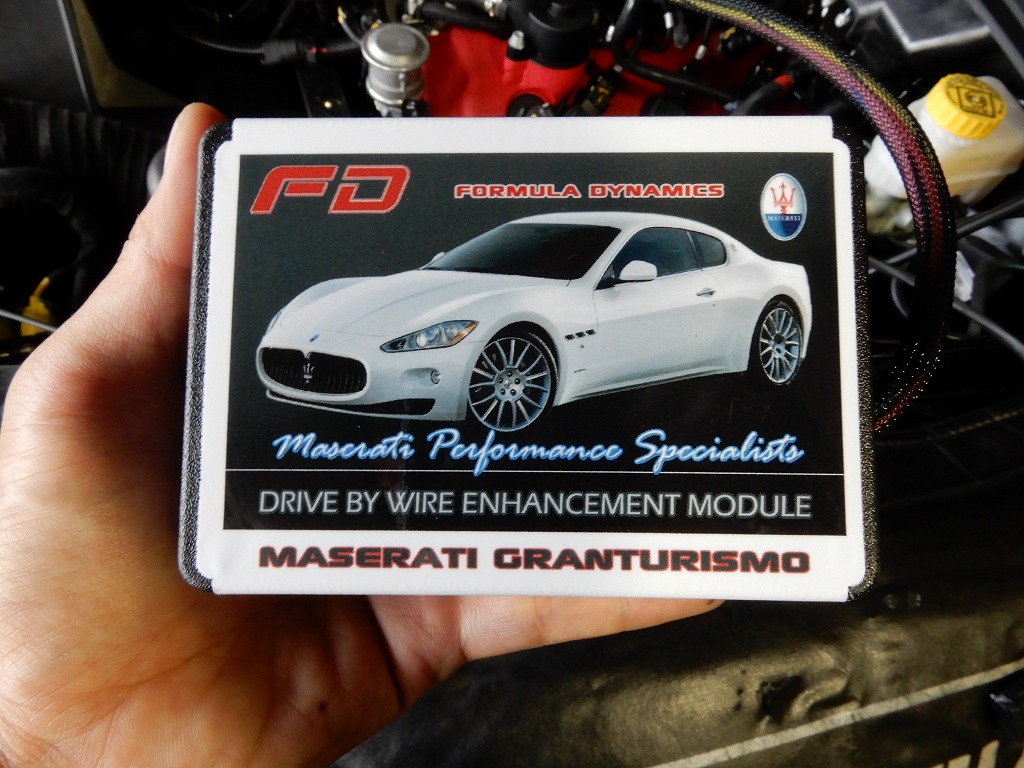 FD
FORMULA DYNAMICS
MASERATI
Maserati Performance Specialists
DRIVE BY WIRE ENHANCEMENT MODULE
MASERATI GRANTURISMO